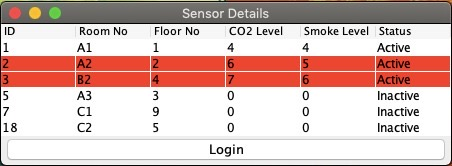 Sensor Details
ID Room No Floor No CO2 Level Smoke Level Status
1 A1 1 4 4 Active
2 A2 2 6 5 Active
3 B2 4 7 6 Active
5 A3 3 0 0 Inactive
7 C1 9 0 0 Inactive
18 C2 5 0 0 Inactive
Login